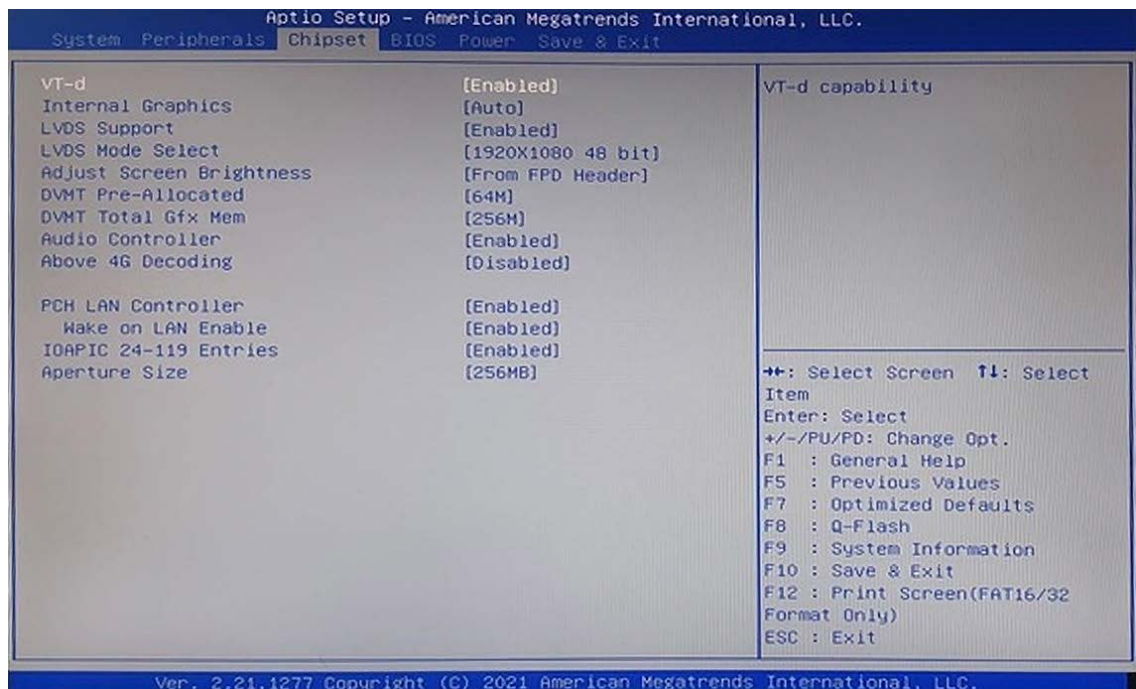 Aptio Setup – American Megatrends International, LLC.
System Peripherals Chipset BIOS Power Save & Exit
VT-d [Enabled]
Internal Graphics [Auto]
LVDS Support [Enabled]
LVDS Mode Select [1920X1080 48 bit]
Adjust Screen Brightness [From FPD Header]
DVMT Pre-Allocated [64M]
DVMT Total Gfx Mem [256M]
Audio Controller [Enabled]
Above 4G Decoding [Disabled]
PCH LAN Controller [Enabled]
Wake on LAN Enable [Enabled]
IOAPIC 24-119 Entries [Enabled]
Aperture Size [256MB]
VT-d capability
→←: Select Screen ↑↓: Select
Item
Enter: Select
+/-/PU/PD: Change Opt.
F1 : General Help
F5 : Previous Values
F7 : Optimized Defaults
F8 : Q-Flash
F9 : System Information
F10 : Save & Exit
F12 : Print Screen(FAT16/32
Format Only)
ESC : Exit
Ver. 2.21.1277 Copyright (C) 2021 American Megatrends International, LLC.